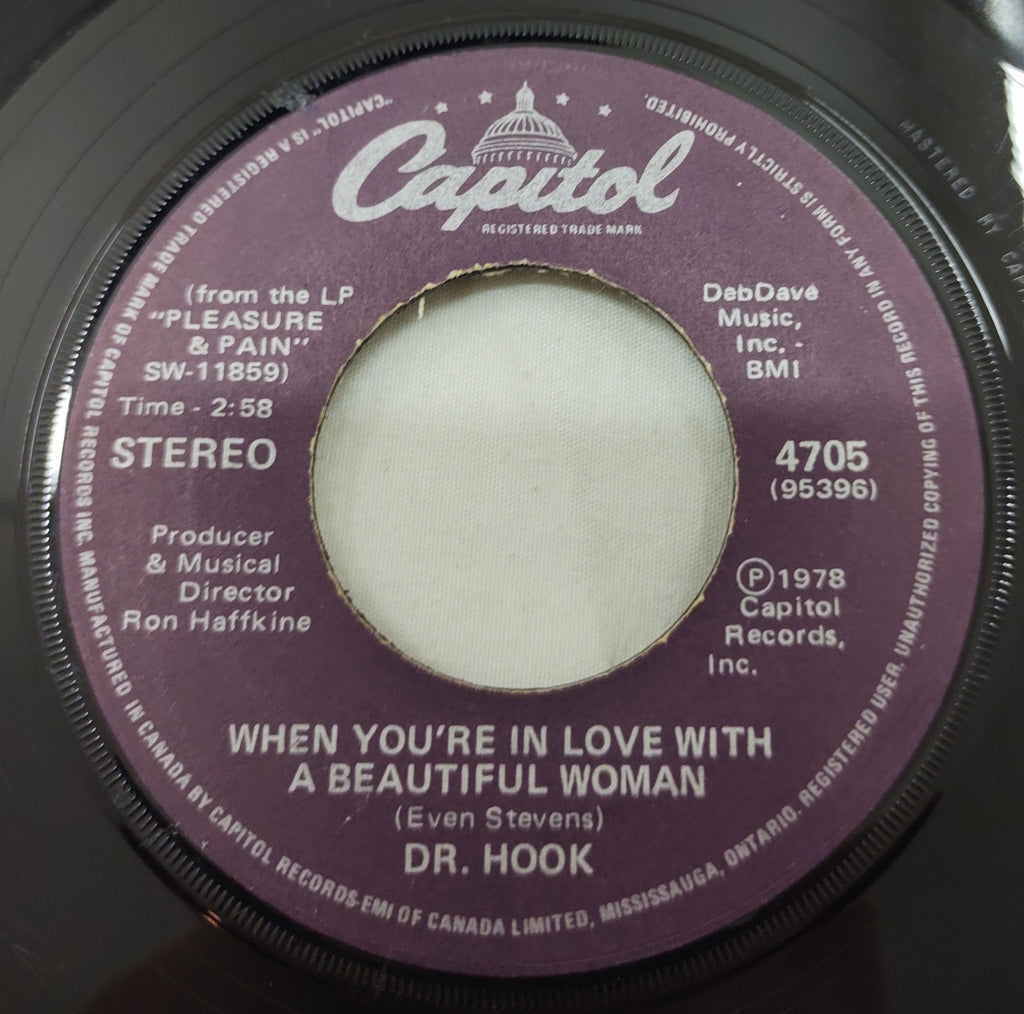 Capitol
REGISTERED TRADE MARK
(from the LP
"PLEASURE
& PAIN"
SW-11859)
Time - 2:58
STEREO
Producer
& Musical
Director
Ron Haffkine
DebDave
Music,
Inc. -
BMI
4705
(95396)
Ⓟ1978
Capitol
Records,
Inc.
WHEN YOU'RE IN LOVE WITH
A BEAUTIFUL WOMAN
(Even Stevens)
DR. HOOK
"CAPITOL" IS A REGISTERED TRADE MARK OF CAPITOL RECORDS INC. MANUFACTURED IN CANADA BY CAPITOL RECORDS-EMI OF CANADA LIMITED, MISSISSAUGA, ONTARIO. REGISTERED USER. UNAUTHORIZED COPYING OF THIS RECORD IN ANY FORM IS STRICTLY PROHIBITED.
MASTERED BY